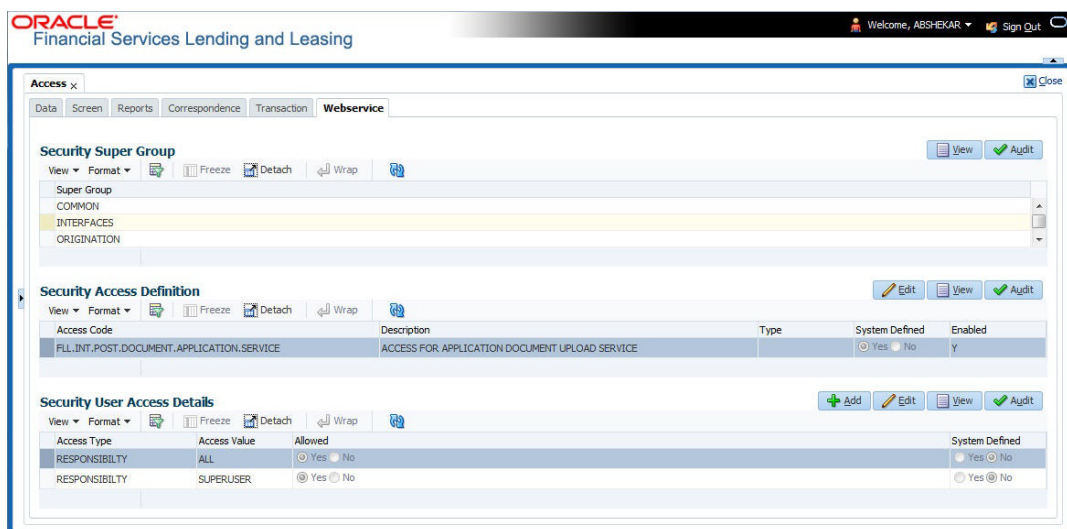 ORACLE
Welcome, ABSHEKAR Sign Out
Financial Services Lending and Leasing
Access x Close
Data Screen Reports Correspondence Transaction Webservice
Security Super Group View Audit
View Format Freeze Detach Wrap
Super Group
COMMON
INTERFACES
ORIGINATION
Security Access Definition Edit View Audit
View Format Freeze Detach Wrap
Access Code Description Type System Defined Enabled
FLL.INT.POST.DOCUMENT.APPLICATION.SERVICE ACCESS FOR APPLICATION DOCUMENT UPLOAD SERVICE Yes No Y
Security User Access Details Add Edit View Audit
View Format Freeze Detach Wrap
Access Type Access Value Allowed System Defined
RESPONSIBILTY ALL Yes No Yes No
RESPONSIBILTY SUPERUSER Yes No Yes No